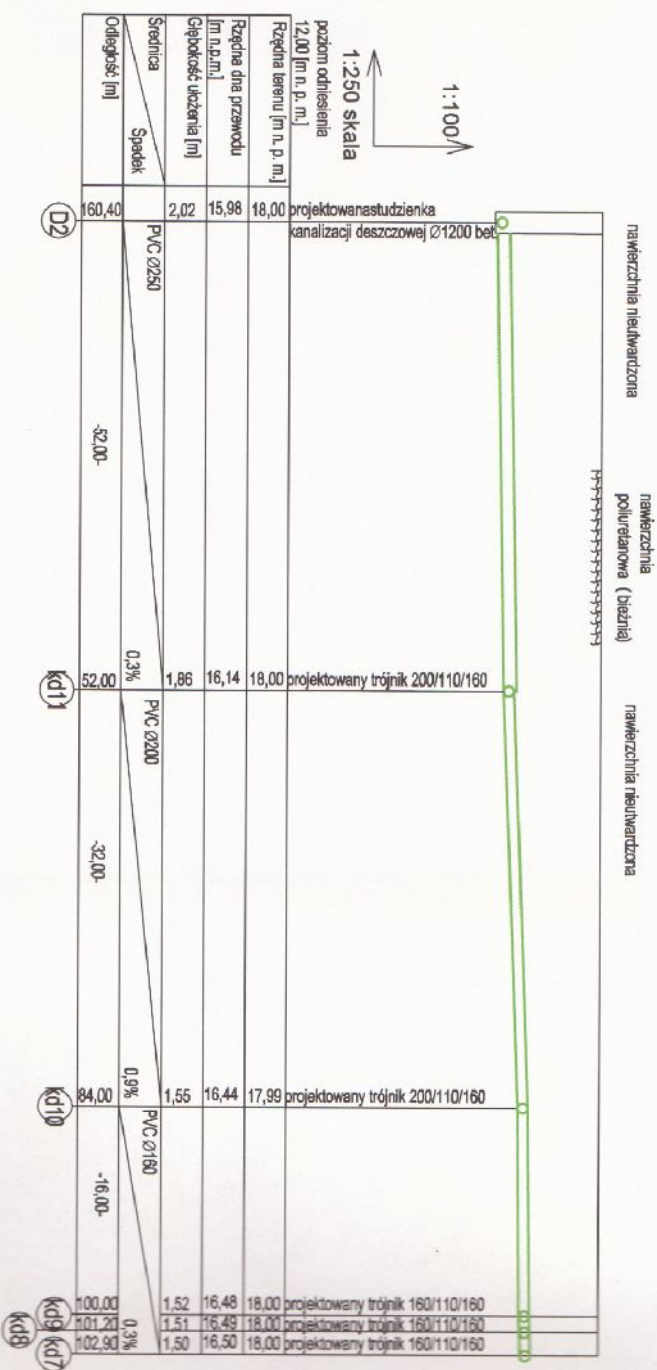 1:100
1:250 skala
nawierzchnia nieutwardzona
nawierzchnia
poliuretanowa ( bieżnia)
nawierzchnia nieutwardzona
poziom odniesienia
12,00 [m n. p. m.]
projektowanastudzienka
kanalizacji deszczowej Ø1200 bet
projektowany trójnik 200/110/160
projektowany trójnik 200/110/160
projektowany trójnik 160/110/160
projektowany trójnik 160/110/160
projektowany trójnik 160/110/160
Rzędna terenu [m n. p. m.]
18,00 18,00 17,99 18,00 18,00 18,00
Rzędna dna przewodu
[m n.p.m.]
15,98 16,14 16,44 16,48 16,49 16,50
Głębokość ułożenia [m]
2,02 1,86 1,55 1,52 1,51 1,50
Średnica
Spadek
PVC Ø250 0,3% PVC Ø200 0,9% PVC Ø160 0,3%
Odległość [m]
160,40 -52,00- 52,00 -32,00- 84,00 -16,00- 100,00 101,20 102,90
D2 kd11 kd10 kd9 kd8 kd7